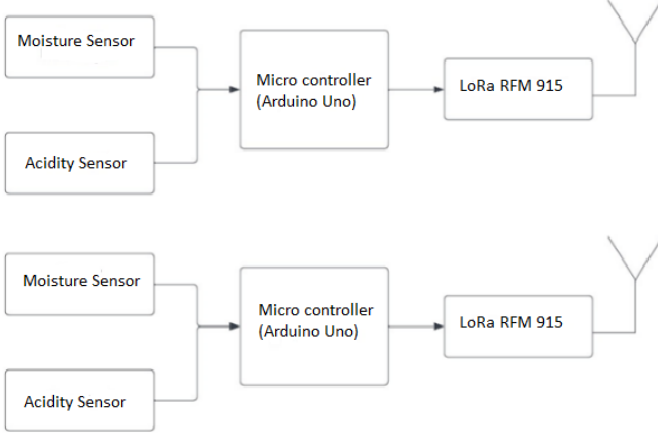 Moisture Sensor
Micro controller
(Arduino Uno)
LoRa RFM 915
Acidity Sensor
Moisture Sensor
Micro controller
(Arduino Uno)
LoRa RFM 915
Acidity Sensor